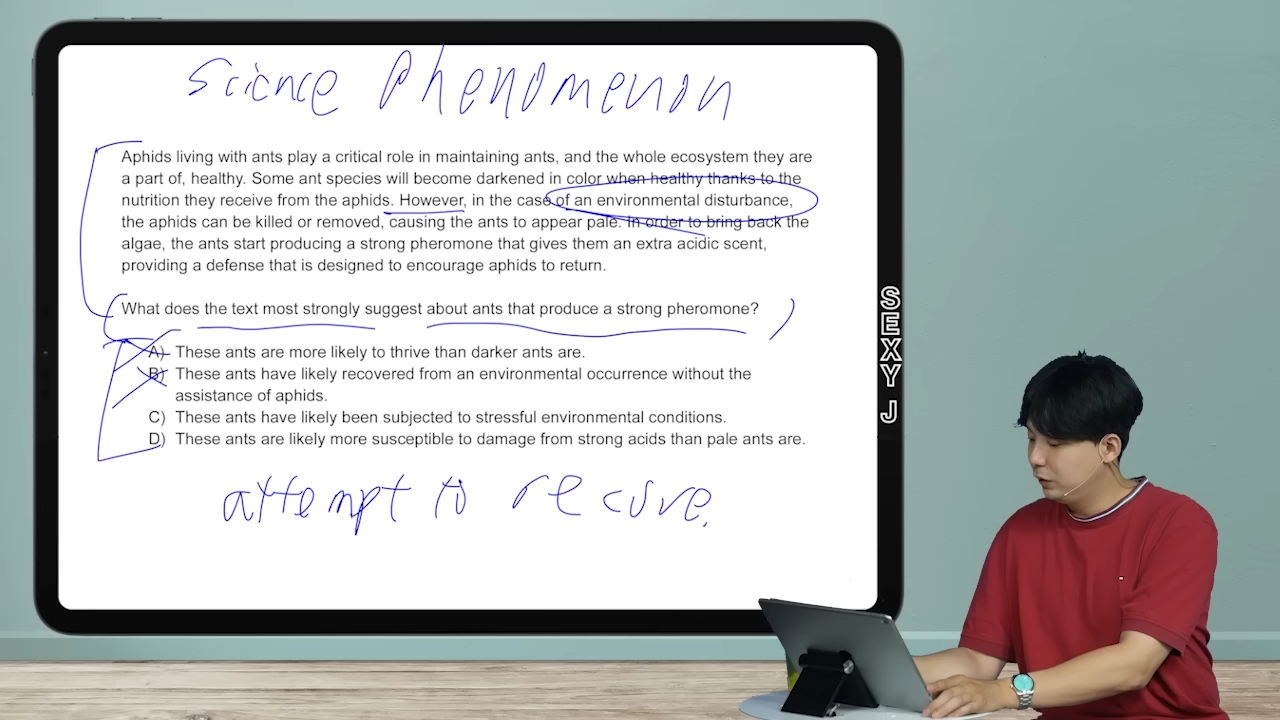 Science Phenomenon
Aphids living with ants play a critical role in maintaining ants, and the whole ecosystem they are
a part of, healthy. Some ant species will become darkened in color when healthy thanks to the
nutrition they receive from the aphids. However, in the case of an environmental disturbance,
the aphids can be killed or removed, causing the ants to appear pale. In order to bring back the
algae, the ants start producing a strong pheromone that gives them an extra acidic scent,
providing a defense that is designed to encourage aphids to return.
What does the text most strongly suggest about ants that produce a strong pheromone?
A) These ants are more likely to thrive than darker ants are.
B) These ants have likely recovered from an environmental occurrence without the
assistance of aphids.
C) These ants have likely been subjected to stressful environmental conditions.
D) These ants are likely more susceptible to damage from strong acids than pale ants are.
attempt to recure.
SEXY J